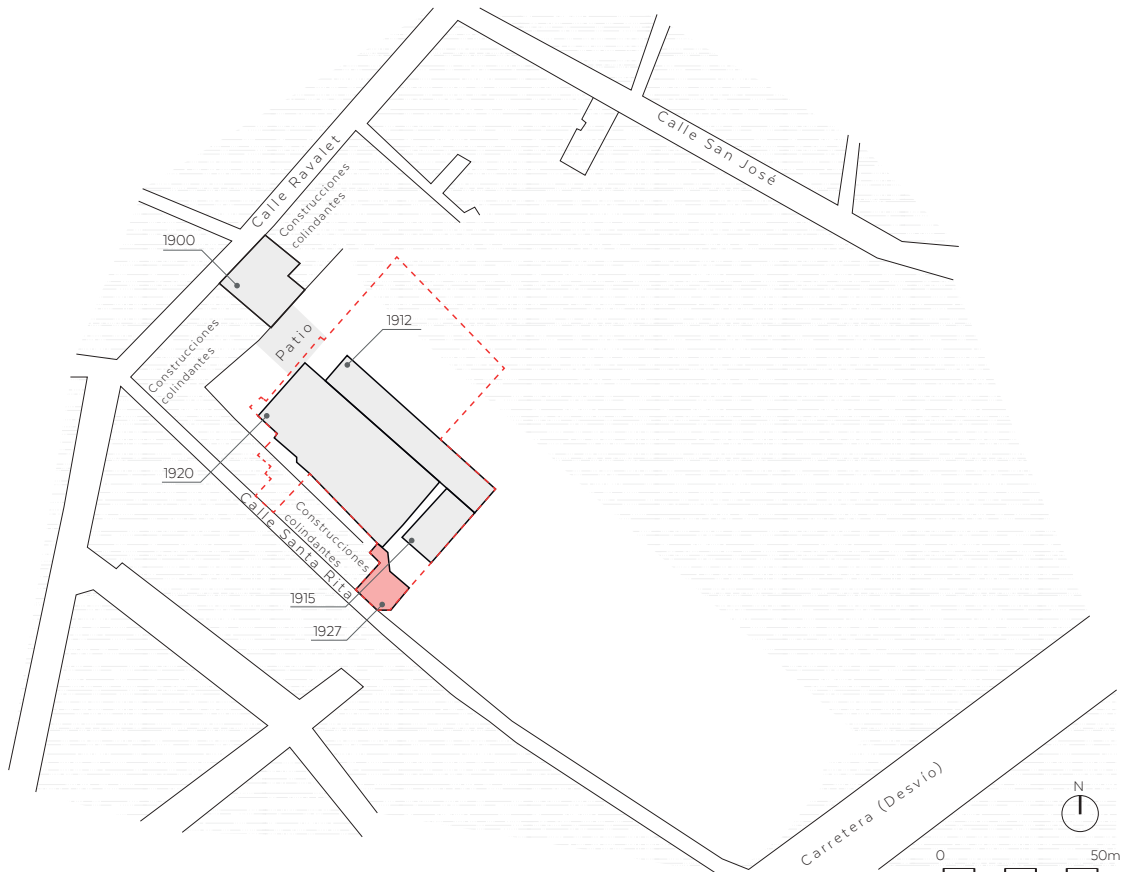 Calle San José
Calle Ravalet
Construcciones
colindantes
1900
1912
Patio
Construcciones
colindantes
1920
Calle Santa Rita
Construcciones
colindantes
1915
1927
Carretera (Desvío)
N
0
50m